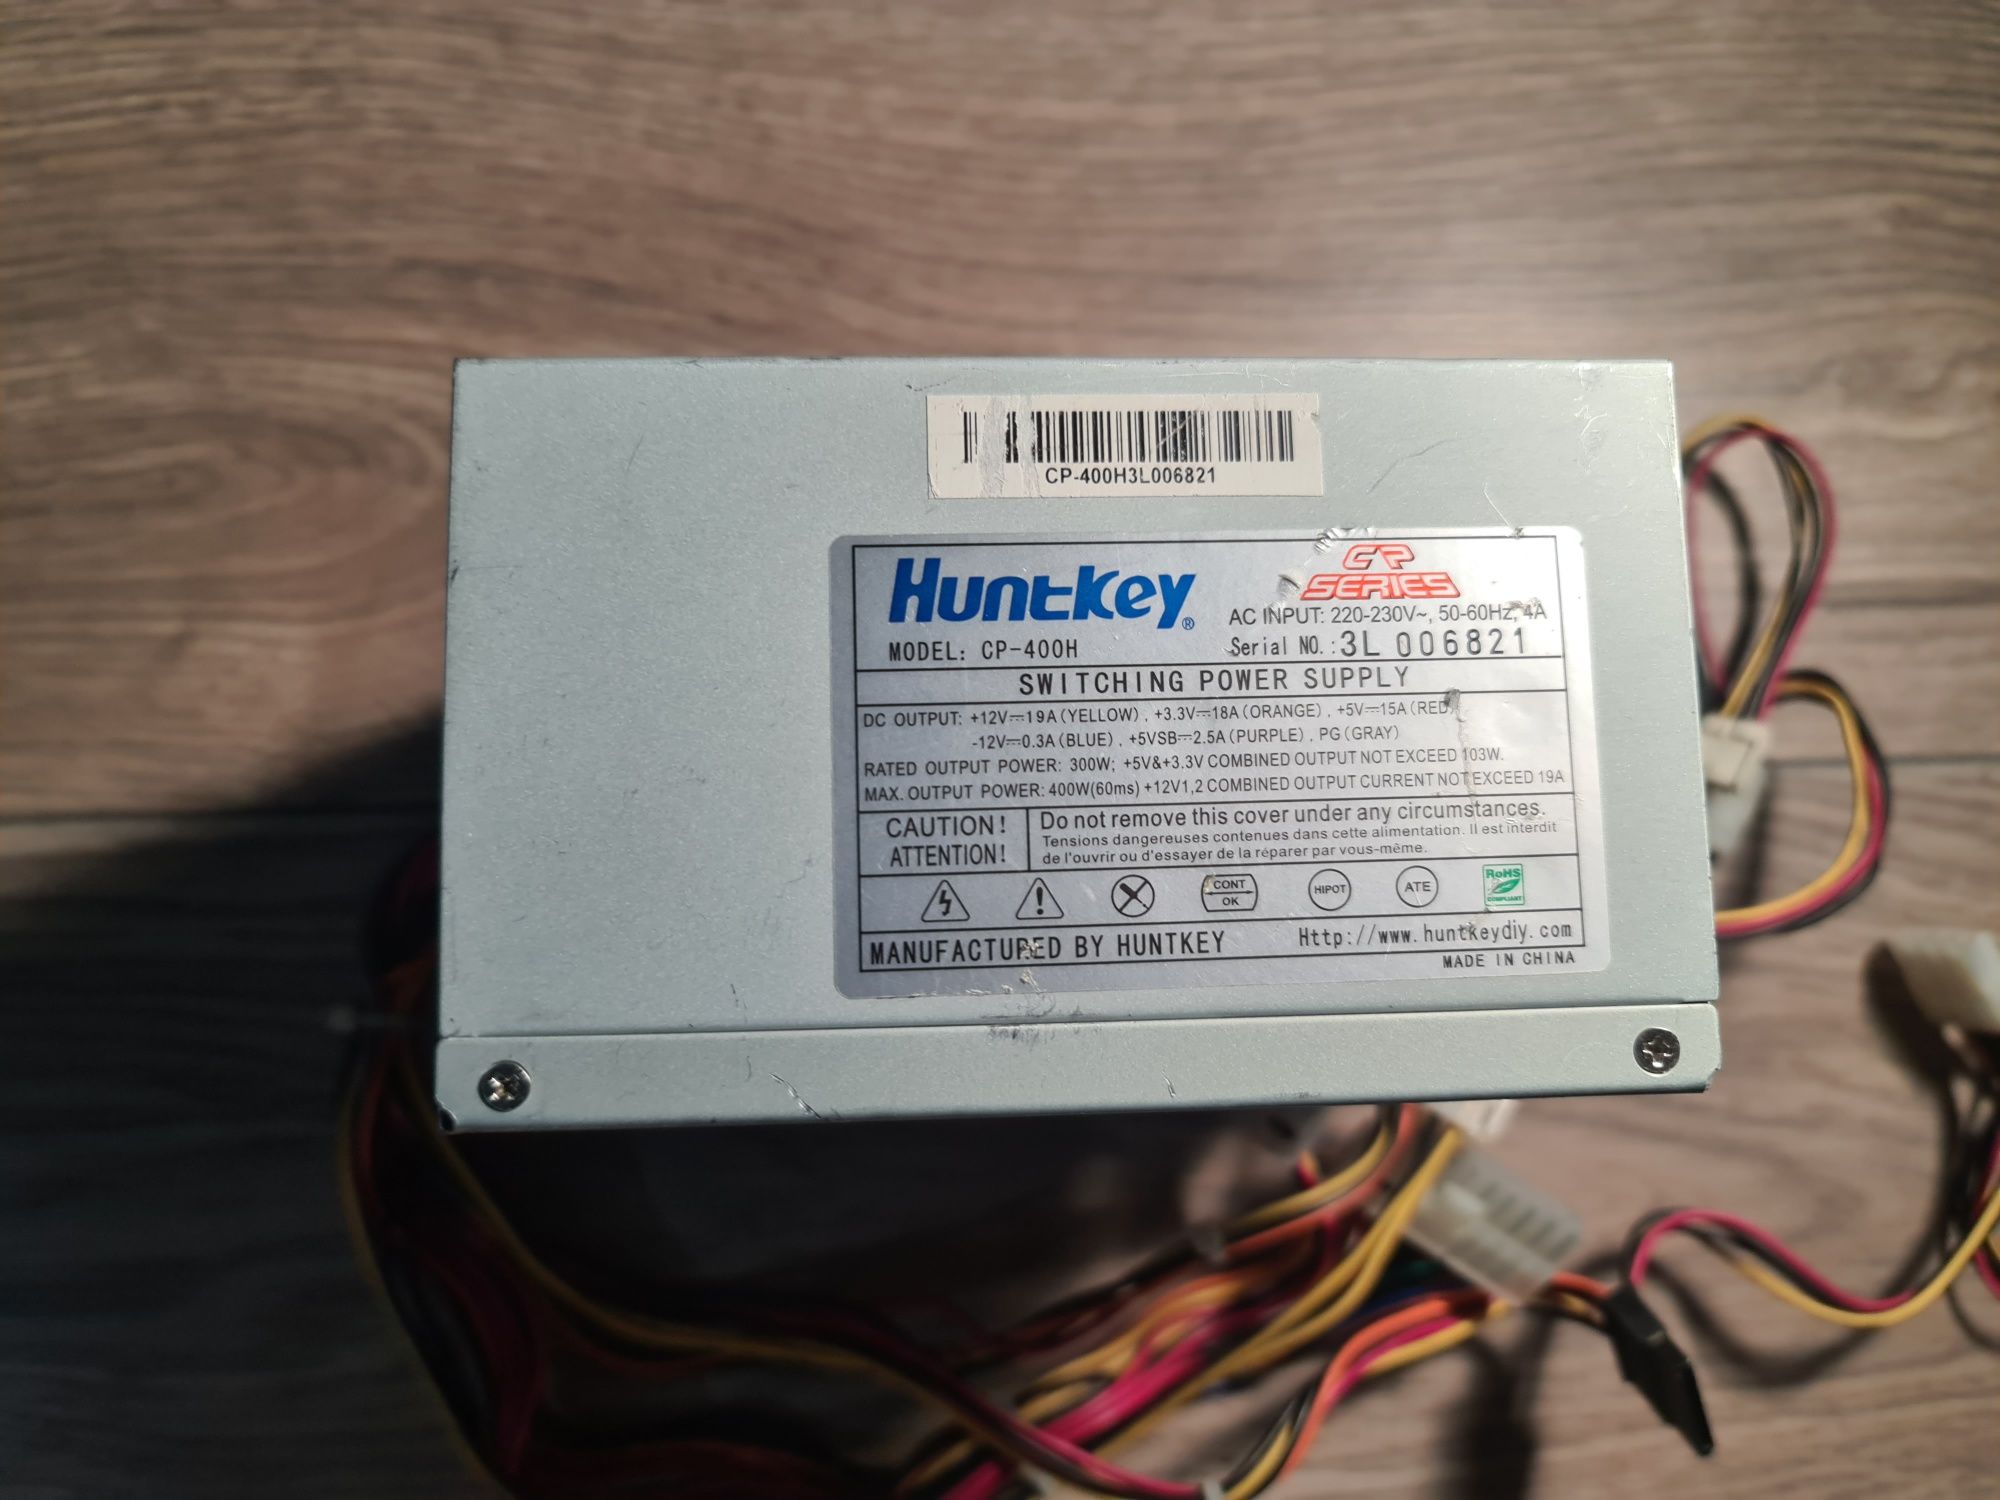 CP-400H3L006821
Huntkey®
CP
SERIES
AC INPUT: 220-230V~, 50-60Hz, 4A
MODEL: CP-400H
Serial NO.: 3L 006821
SWITCHING POWER SUPPLY
DC OUTPUT: +12V⎓19A(YELLOW), +3.3V⎓18A(ORANGE), +5V⎓15A(RED)
-12V⎓0.3A(BLUE), +5VSB⎓2.5A(PURPLE), PG(GRAY)
RATED OUTPUT POWER: 300W; +5V&+3.3V COMBINED OUTPUT NOT EXCEED 103W.
MAX. OUTPUT POWER: 400W(60ms) +12V1,2 COMBINED OUTPUT CURRENT NOT EXCEED 19A
CAUTION!
ATTENTION!
Do not remove this cover under any circumstances.
Tensions dangereuses contenues dans cette alimentation. Il est interdit
de l'ouvrir ou d'essayer de la réparer par vous-même.
CONT
OK
HIPOT
ATE
RoHS
COMPLIANT
MANUFACTURED BY HUNTKEY
Http://www.huntkeydiy.com
MADE IN CHINA